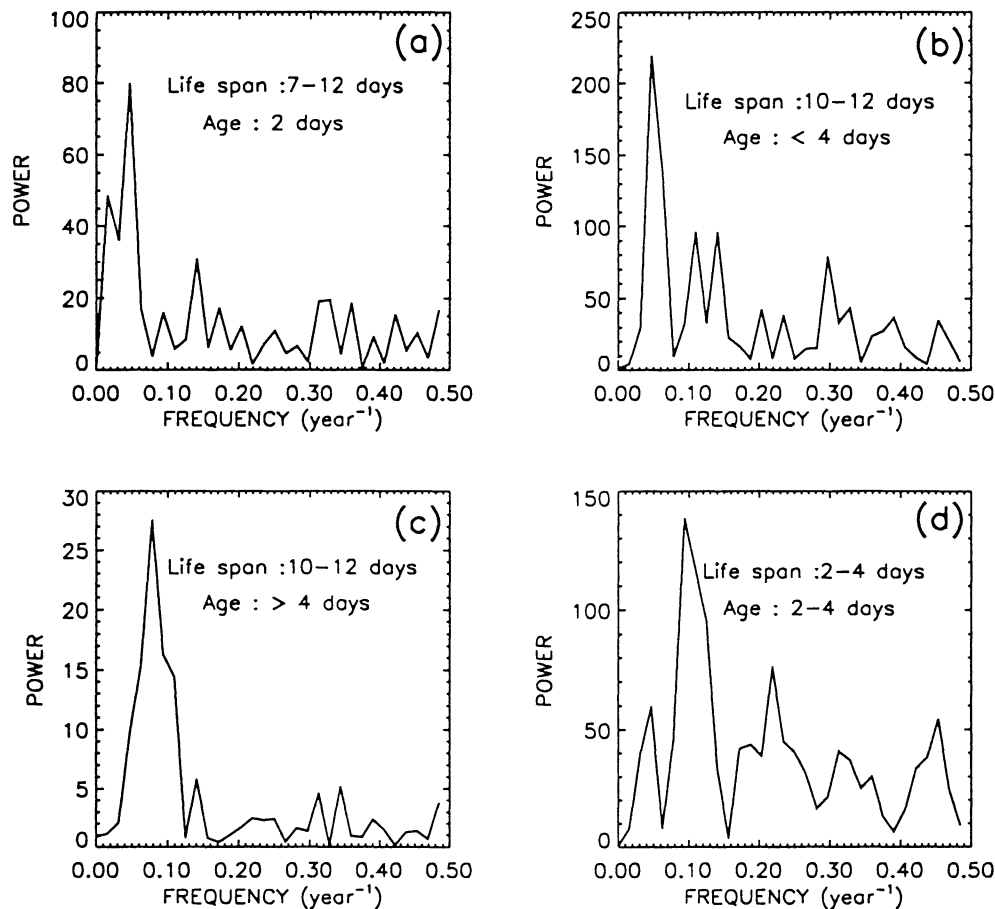 (a)
Life span :7–12 days
Age : 2 days
POWER
100
80
60
40
20
0
0.00 0.10 0.20 0.30 0.40 0.50
FREQUENCY (year⁻¹)
(b)
Life span :10–12 days
Age : < 4 days
POWER
250
200
150
100
50
0
0.00 0.10 0.20 0.30 0.40 0.50
FREQUENCY (year⁻¹)
(c)
Life span :10–12 days
Age : > 4 days
POWER
30
25
20
15
10
5
0
0.00 0.10 0.20 0.30 0.40 0.50
FREQUENCY (year⁻¹)
(d)
Life span :2–4 days
Age : 2–4 days
POWER
150
100
50
0
0.00 0.10 0.20 0.30 0.40 0.50
FREQUENCY (year⁻¹)